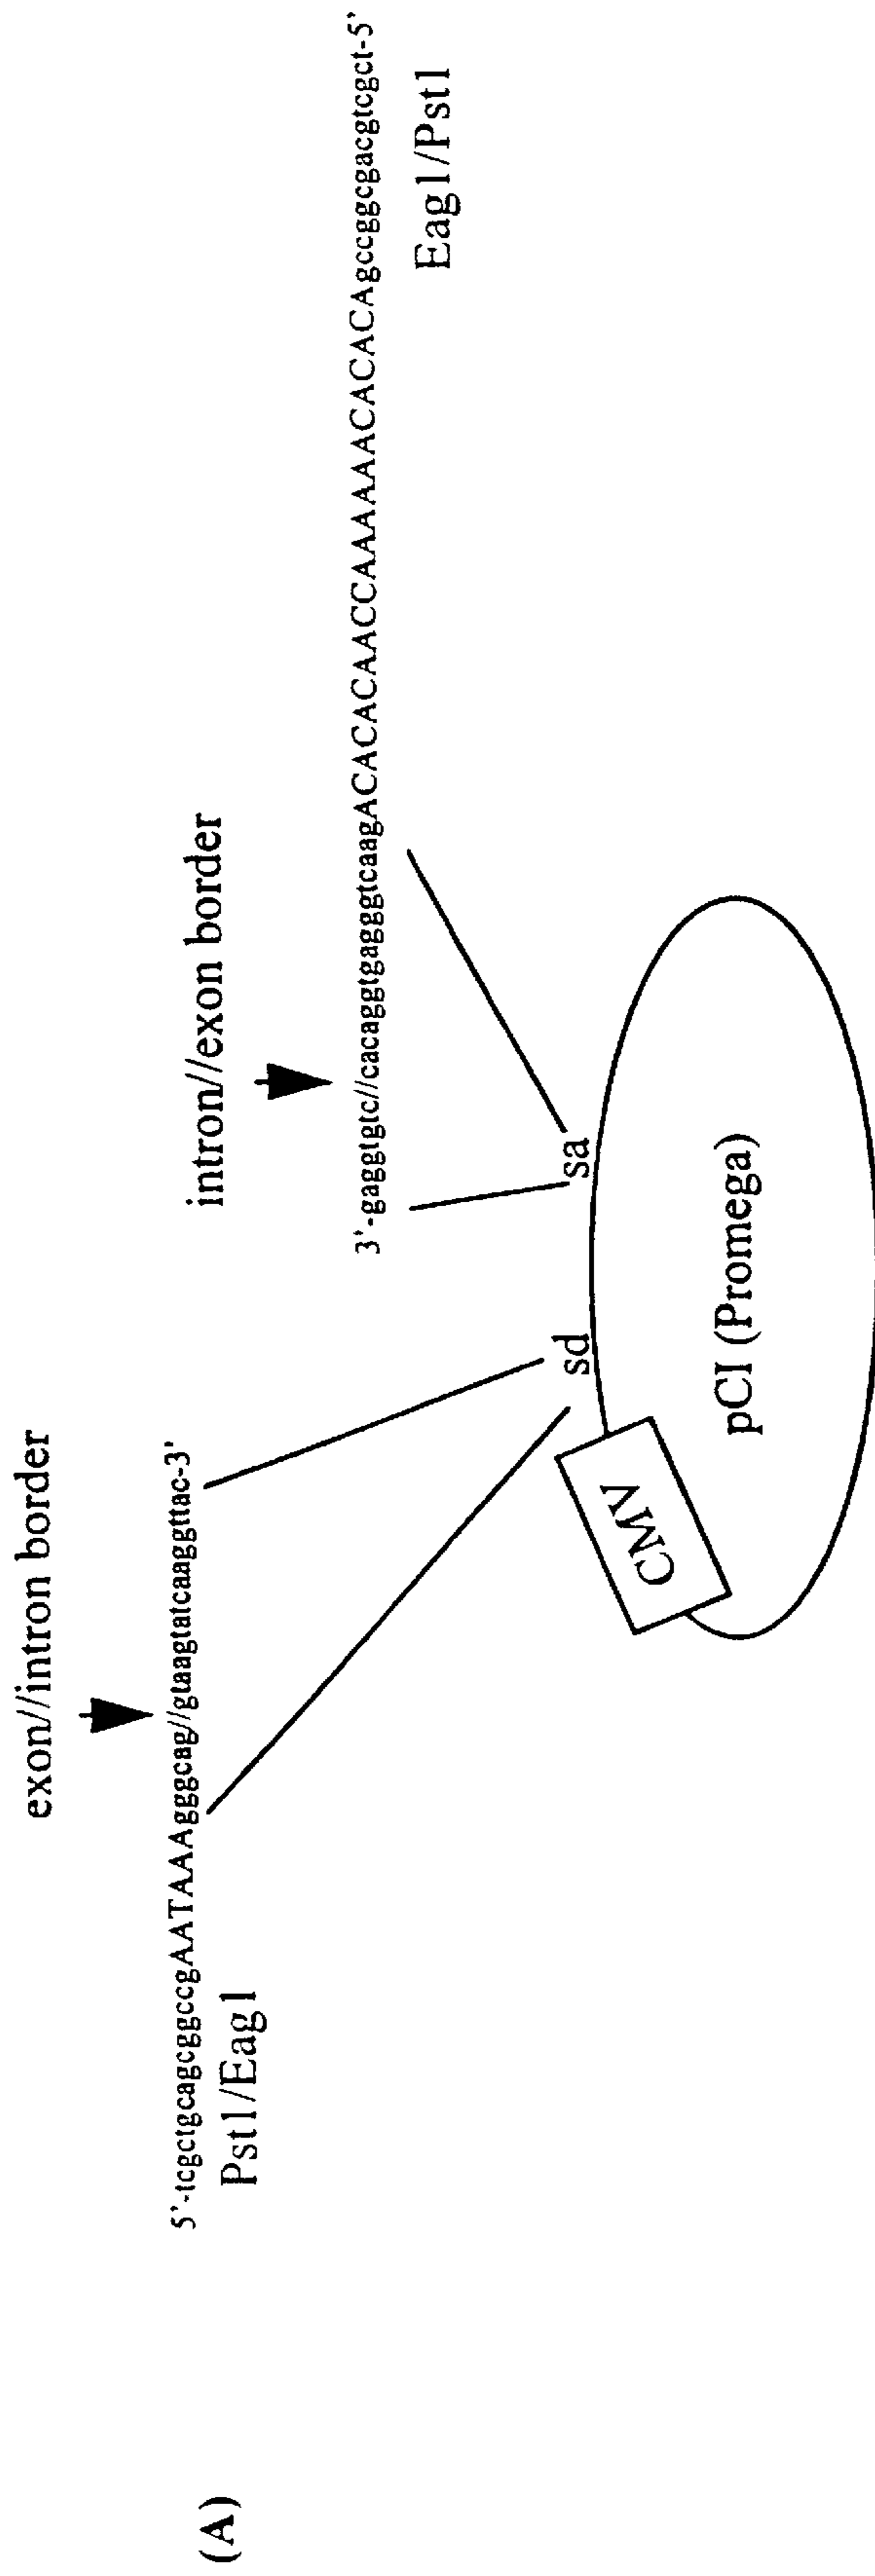 (A)
exon//intron border
5'-tcgctgcagcggccgAATAAAgggcag//gtaagtatcaaggttac-3'
Pst1/Eag1
intron//exon border
3'-gaggtgtc//cacaggtgagggtcaagACACACAACCAAAAAACACACAgccggcgacgtcgct-5'
Eag1/Pst1
sd
sa
CMV
pCI (Promega)